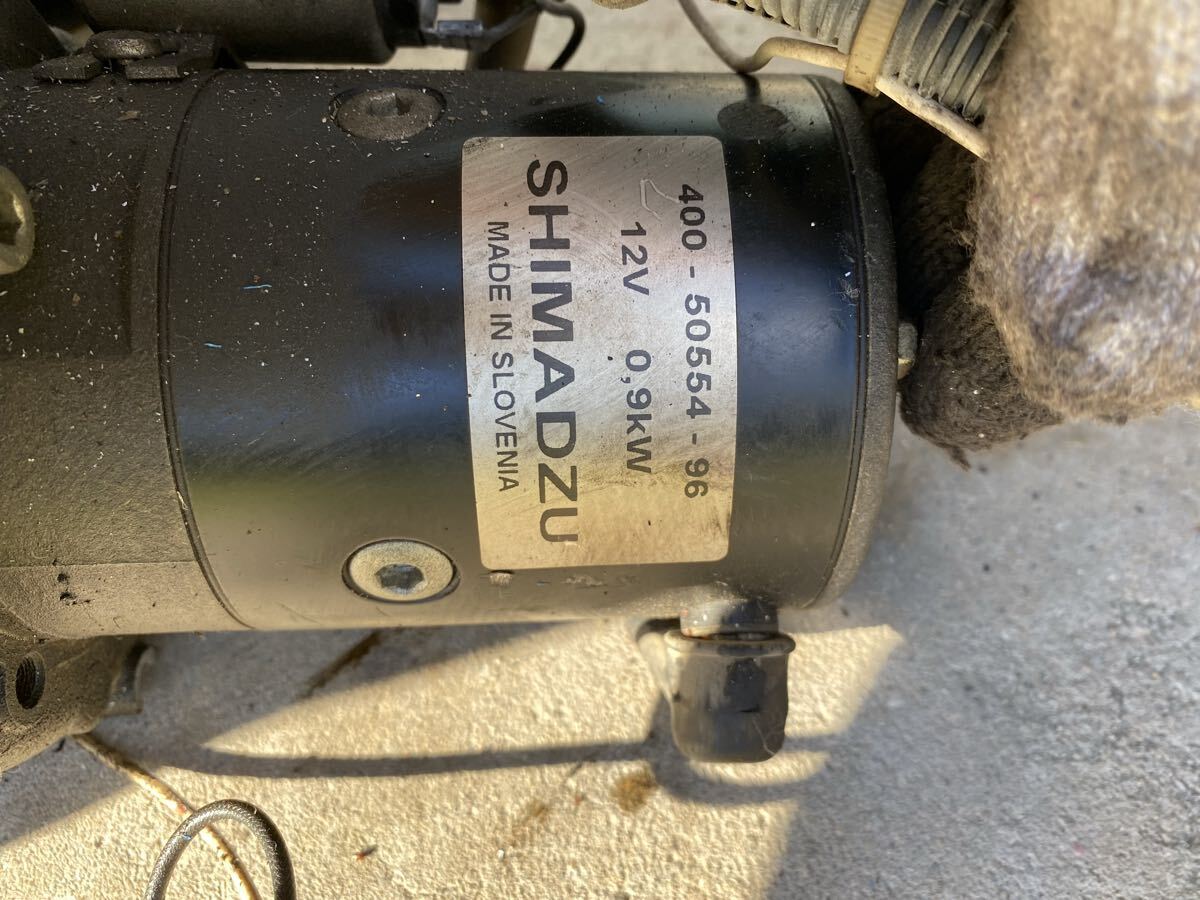 400-50554-96
12V 0,9kW
SHIMADZU
MADE IN SLOVENIA